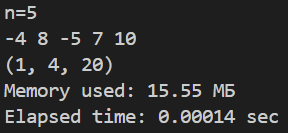 n=5
-4 8 -5 7 10
(1, 4, 20)
Memory used: 15.55 МБ
Elapsed time: 0.00014 sec